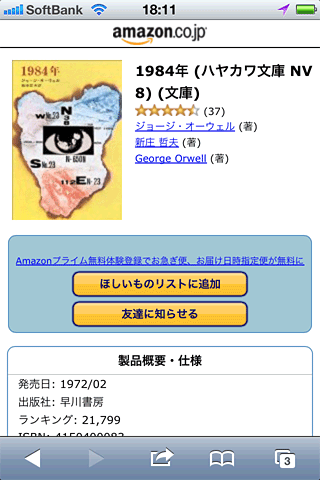 SoftBank 18:11
amazon.co.jp
1984年 (ハヤカワ文庫 NV
8) (文庫)
(37)
ジョージ・オーウェル (著)
新庄 哲夫 (著)
George Orwell (著)
1984年
ジョージ・オーウェル
N
W No.23
N-65ON
S No.23
E N-23
Amazonプライム無料体験登録でお急ぎ便、お届け日時指定便が無料に
ほしいものリストに追加
友達に知らせる
製品概要・仕様
発売日: 1972/02
出版社: 早川書房
ランキング: 21,799
3